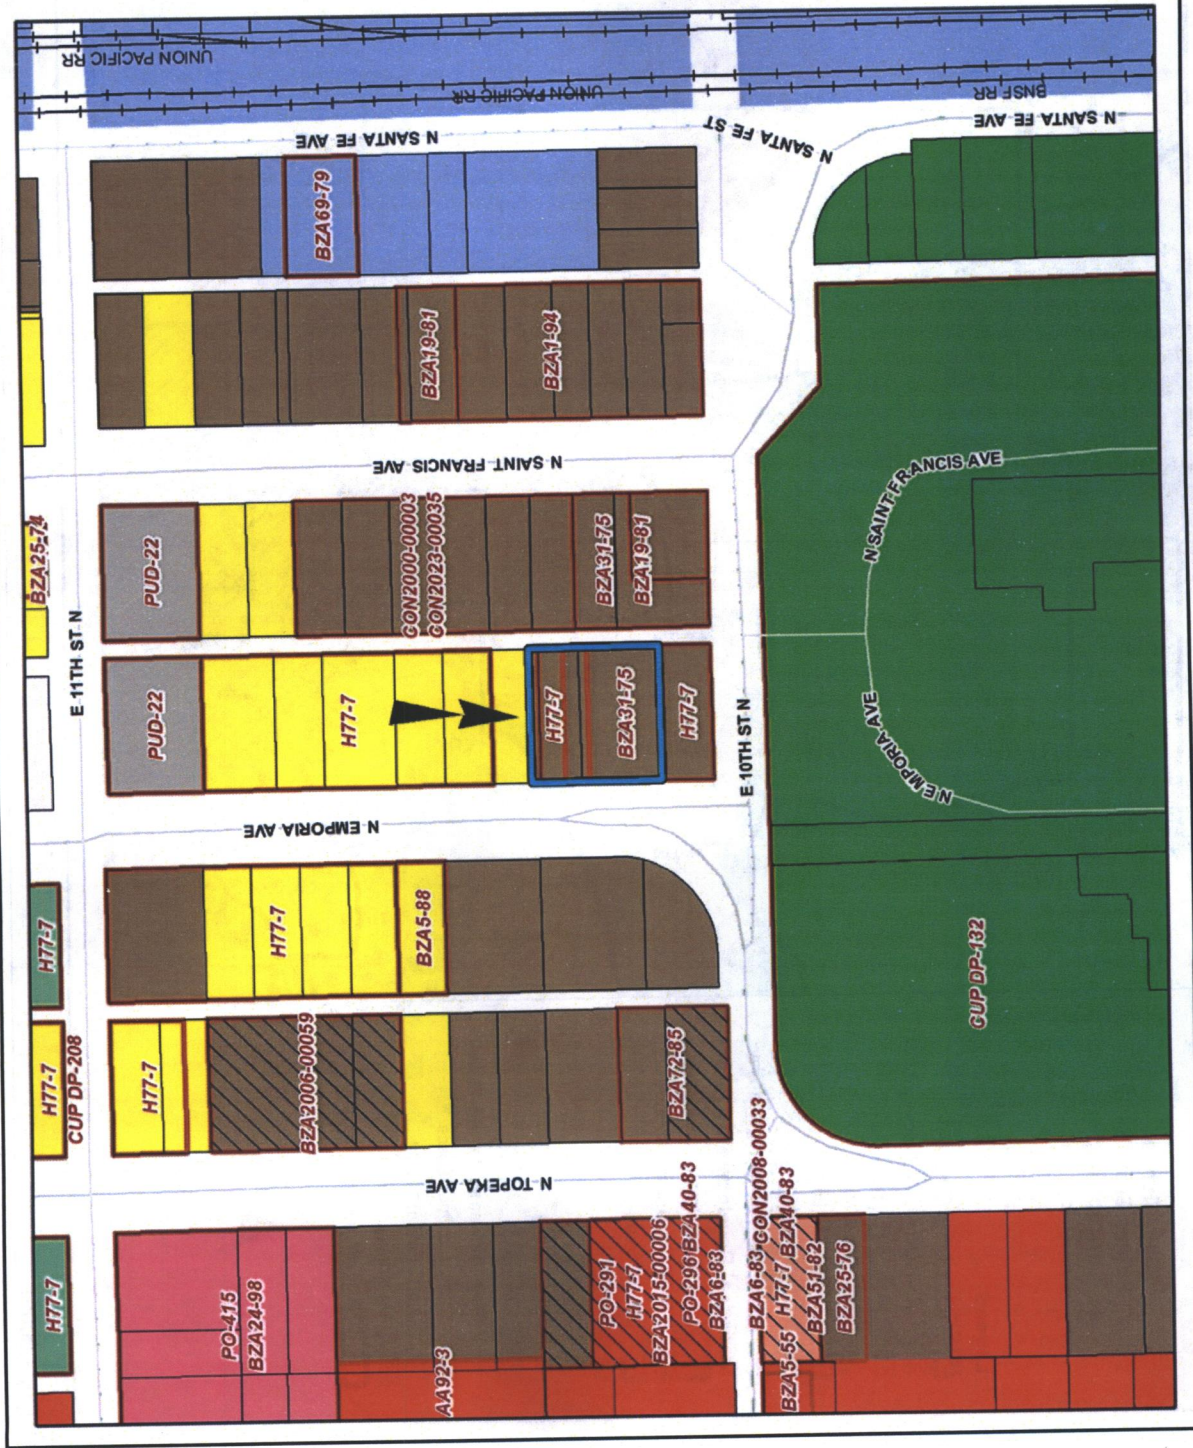 UNION PACIFIC RR
UNION PACIFIC RR
BNSF RR
N SANTA FE AVE
N SANTA FE ST
N SANTA FE AVE
BZA69-79
BZA19-81
BZA1-94
N SAINT FRANCIS AVE
N SAINT FRANCIS AVE
BZA25-74
PUD-22
CON2000-00003
CON2023-00035
BZA31-75
BZA19-81
E 11TH ST N
PUD-22
H77-7
H77-7
BZA31-75
H77-7
E 10TH ST N
N EMPORIA AVE
N EMPORIA AVE
H77-7
H77-7
BZA5-88
CUP DP-132
H77-7
CUP DP-208
H77-7
BZA2006-00059
BZA72-85
N TOPEKA AVE
H77-7
PO-415
BZA24-98
AA92-3
PO-291
H77-7
BZA2015-00006
PO-296 BZA40-83
BZA6-83
BZA6-83 CON2008-00033
BZA5-55 H77-7 BZA40-83
BZA51-82
BZA25-76